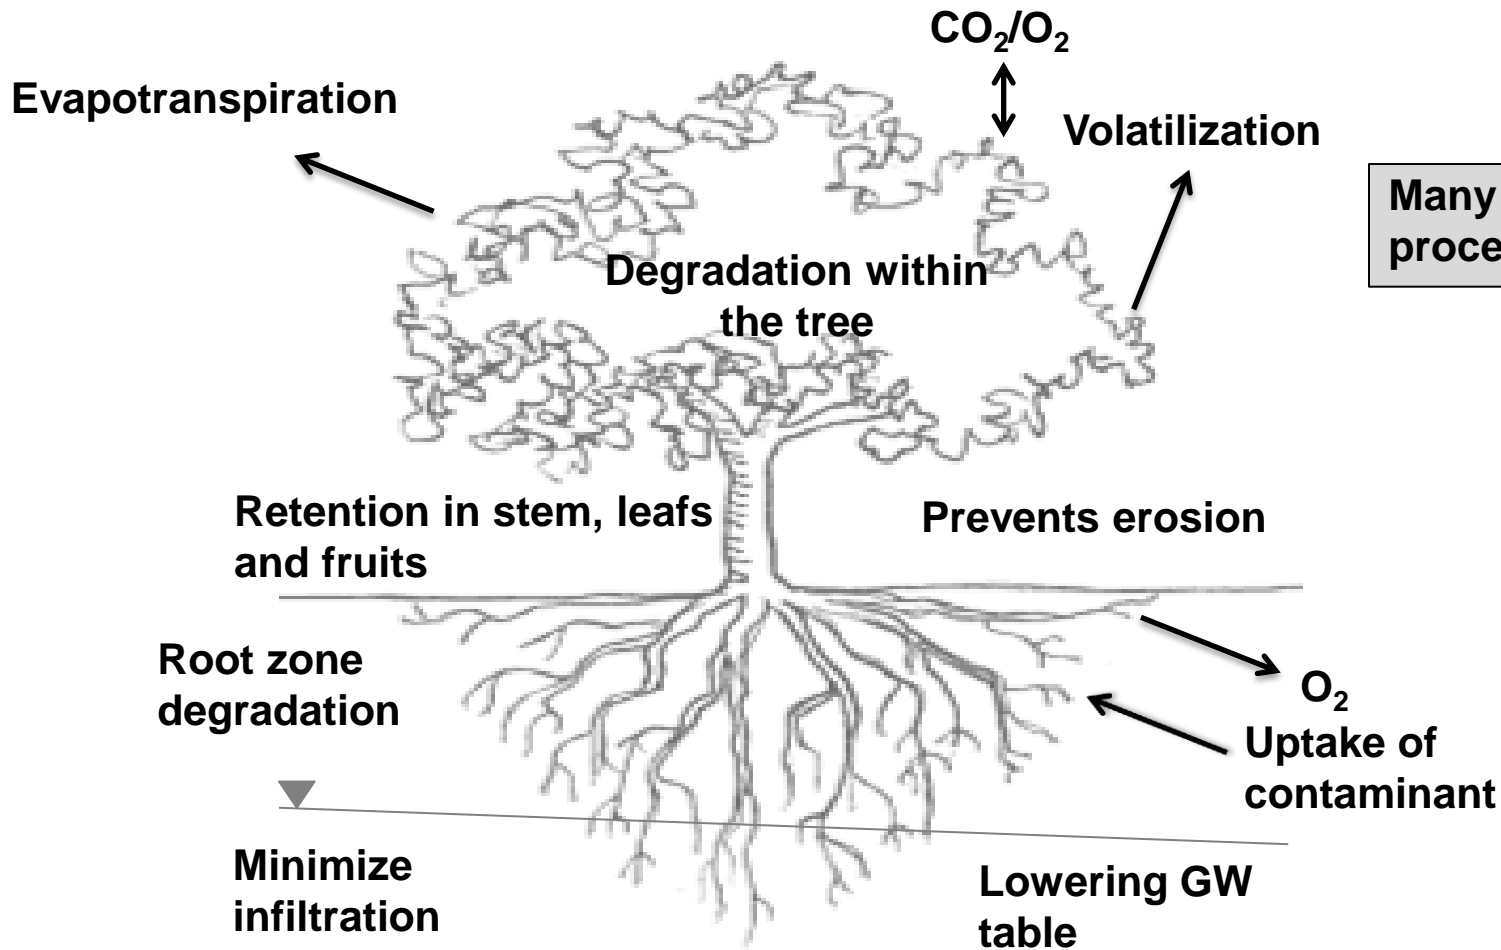 CO₂/O₂
Evapotranspiration
Volatilization
Many
Degradation within
the tree
Retention in stem, leafs
and fruits
Prevents erosion
Root zone
degradation
O₂
Uptake of
contaminant
Minimize
infiltration
Lowering GW
table